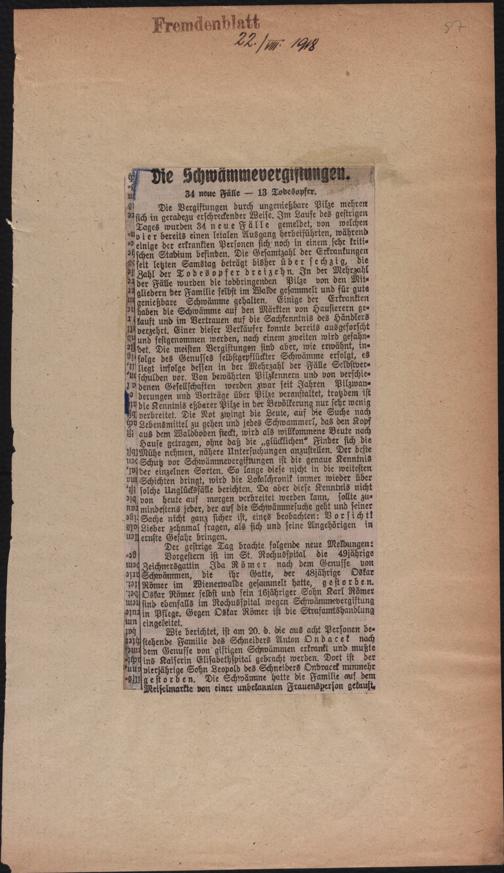 Fremdenblatt
22./VIII. 1918
57
Die Schwämmevergiftungen.
34 neue Fälle — 13 Todesopfer.
Die Vergiftungen durch ungenießbare Pilze mehren
sich in geradezu erschreckender Weise. Im Laufe des gestrigen
Tages wurden 34 neue Fälle gemeldet, von welchen
vier bereits einen letalen Ausgang herbeiführten, während
einige der erkrankten Personen sich noch in einem sehr kriti-
schen Stadium befinden. Die Gesamtzahl der Erkrankungen
seit letzten Samstag beträgt bisher über sechzig, die
Zahl der Todesopfer dreizehn. In der Mehrzahl
der Fälle wurden die todbringenden Pilze von den Mit-
gliedern der Familie selbst im Walde gesammelt und für gute
genießbare Schwämme gehalten. Einige der Erkrankten
haben die Schwämme auf den Märkten von Hausierern ge-
kauft und im Vertrauen auf die Sachkenntnis des Händlers
verzehrt. Einer dieser Verkäufer konnte bereits ausgeforscht
und festgenommen werden, nach einem zweiten wird gefahn-
det. Die meisten Vergiftungen sind aber, wie erwähnt, in-
folge des Genusses selbstgepflückter Schwämme erfolgt, es
liegt infolge dessen in der Mehrzahl der Fälle Selbstver-
schulden vor. Von bewährten Pilzkennern und von verschie-
denen Gesellschaften werden zwar seit Jahren Pilzwan-
derungen und Vorträge über Pilze veranstaltet, trotzdem ist
die Kenntnis eßbarer Pilze in der Bevölkerung nur sehr wenig
verbreitet. Die Not zwingt die Leute, auf die Suche nach
Lebensmittel zu gehen und jedes Schwammerl, das den Kopf
aus dem Waldboden steckt, wird als willkommene Beute nach
Hause getragen, ohne daß die „glücklichen“ Finder sich die
Mühe nehmen, nähere Untersuchungen anzustellen. Der beste
Schutz vor Schwämmevergiftungen ist die genaue Kenntnis
der einzelnen Sorten. So lange diese nicht in die weitesten
Schichten bringt, wird die Lokalchronik immer wieder über
solche Unglücksfälle berichten. Da aber diese Kenntnis nicht
von heute auf morgen verbreitet werden kann, sollte zu-
mindestens jeder, der auf die Schwämmesuche geht und seiner
Sache nicht ganz sicher ist, eines beobachten: Vorsicht!
Lieber zehnmal fragen, als sich und seine Angehörigen in
ernste Gefahr bringen.
Der gestrige Tag brachte folgende neue Meldungen:
Vorgestern ist im St. Rochusspital die 49jährige
Zeichnersgattin Ida Römer nach dem Genusse von
Schwämmen, die ihr Gatte, der 48jährige Oskar
Römer im Wienerwalde gesammelt hatte, gestorben.
Oskar Römer selbst und sein 16jähriger Sohn Karl Römer
sind ebenfalls im Rochusspital wegen Schwämmevergiftung
in Pflege. Gegen Oskar Römer ist die Strafamtshandlung
eingeleitet.
Wie berichtet, ist am 20. d. die aus acht Personen be-
stehende Familie des Schneiders Anton Ondracek nach
dem Genusse von giftigen Schwämmen erkrankt und mußte
ins Kaiserin Elisabethspital gebracht werden. Dort ist der
vierjährige Sohn Leopold des Schneiders Ondracek nunmehr
gestorben. Die Schwämme hatte die Familie auf dem
Meiselmarkte von einer unbekannten Frauensperson gekauft.